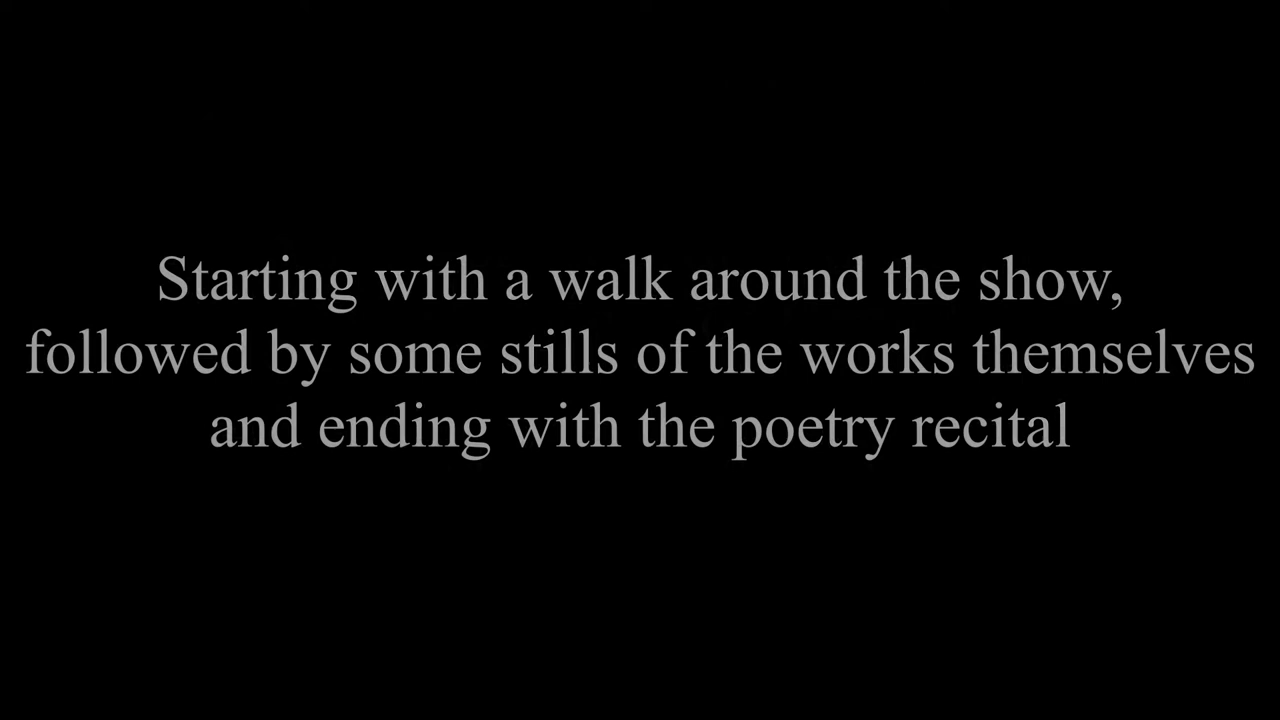 Starting with a walk around the show,
followed by some stills of the works themselves
and ending with the poetry recital